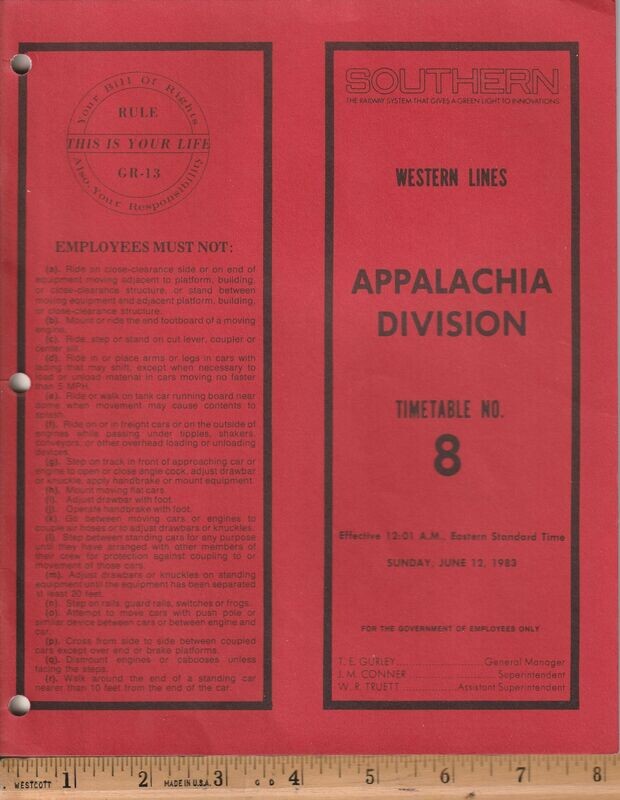 Your Bill Of Rights
RULE
THIS IS YOUR LIFE
GR-13
Also, Your Responsibility
EMPLOYEES MUST NOT:
(a). Ride on close-clearance side or on end of
equipment moving adjacent to platform, building,
or close-clearance structure, or stand between
moving equipment and adjacent platform, building,
or close-clearance structure.
(b). Mount or ride the end footboard of a moving
engine.
(c). Ride, step or stand on cut lever, coupler or
center sill.
(d). Ride in or place arms or legs in cars with
lading that may shift, except when necessary to
load or unload material in cars moving no faster
than 5 MPH.
(e). Ride or walk on tank car running board near
dome when movement may cause contents to
splash.
(f). Ride on or in freight cars or on the outside of
engines while passing under tipples, shakers,
conveyors, or other overhead loading or unloading
devices.
(g). Step on track in front of approaching car or
engine to open or close angle cock, adjust drawbar
or knuckle, apply handbrake or mount equipment.
(h). Mount moving flat cars.
(i). Adjust drawbar with foot.
(j). Operate handbrake with foot.
(k). Go between moving cars or engines to
couple air hoses or to adjust drawbars or knuckles.
(l). Step between standing cars for any purpose
until they have arranged with other members of
their crew for protection against coupling to or
movement of those cars.
(m). Adjust drawbars or knuckles on standing
equipment until the equipment has been separated
at least 20 feet.
(n). Step on rails, guard rails, switches or frogs.
(o). Attempt to move cars with push pole or
similar device between cars or between engine and
car.
(p). Cross from side to side between coupled
cars except over end or brake platforms.
(q). Dismount engines or cabooses unless
facing the steps.
(r). Walk around the end of a standing car
nearer than 10 feet from the end of the car.
SOUTHERN
THE RAILWAY SYSTEM THAT GIVES A GREEN LIGHT TO INNOVATIONS
WESTERN LINES
APPALACHIA
DIVISION
TIMETABLE NO.
8
Effective 12:01 A.M., Eastern Standard Time
SUNDAY, JUNE 12, 1983
FOR THE GOVERNMENT OF EMPLOYEES ONLY
T. E. GURLEY.....................General Manager
J. M. CONNER.....................Superintendent
W. R. TRUETT............Assistant Superintendent
WESTCOTT 1 2 MADE IN U.S.A. 3 G D 4 5 6 7 8